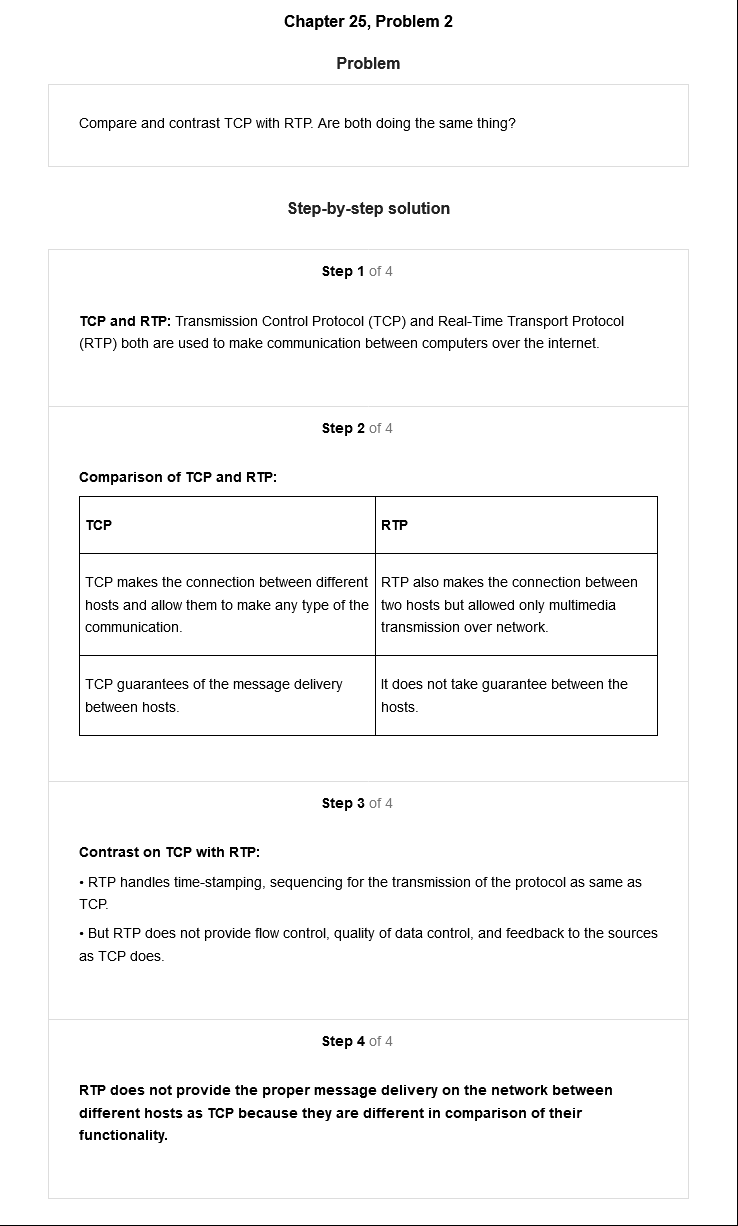 Chapter 25, Problem 2
Problem
Compare and contrast TCP with RTP. Are both doing the same thing?
Step-by-step solution
Step 1 of 4
TCP and RTP: Transmission Control Protocol (TCP) and Real-Time Transport Protocol
(RTP) both are used to make communication between computers over the internet.
Step 2 of 4
Comparison of TCP and RTP:
TCP
RTP
TCP makes the connection between different
hosts and allow them to make any type of the
communication.
RTP also makes the connection between
two hosts but allowed only multimedia
transmission over network.
TCP guarantees of the message delivery
between hosts.
It does not take guarantee between the
hosts.
Step 3 of 4
Contrast on TCP with RTP:
• RTP handles time-stamping, sequencing for the transmission of the protocol as same as
TCP.
• But RTP does not provide flow control, quality of data control, and feedback to the sources
as TCP does.
Step 4 of 4
RTP does not provide the proper message delivery on the network between
different hosts as TCP because they are different in comparison of their
functionality.